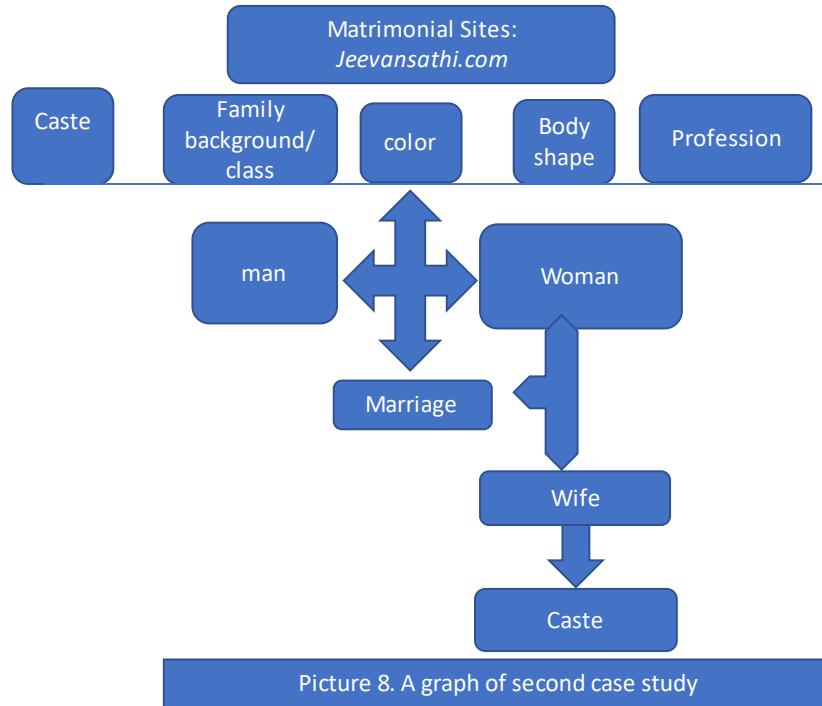 Matrimonial Sites:
Jeevansathi.com
Caste
Family
background/
class
color
Body
shape
Profession
man
Woman
Marriage
Wife
Caste
Picture 8. A graph of second case study